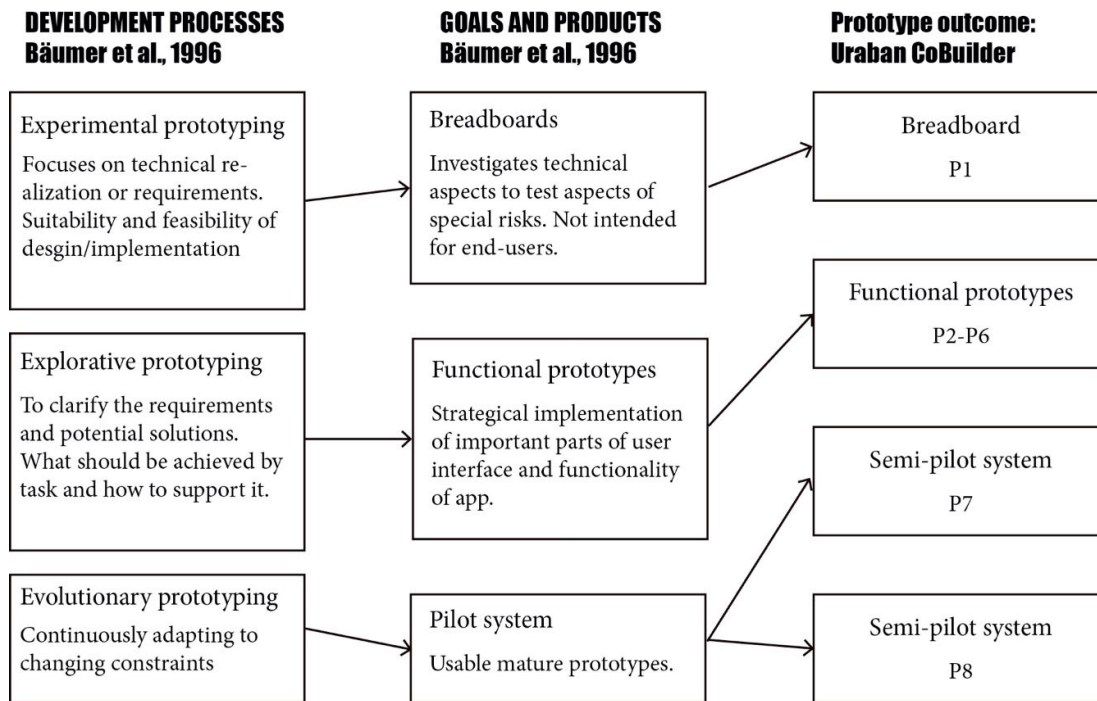 DEVELOPMENT PROCESSES
Bäumer et al., 1996
Experimental prototyping
Focuses on technical re-
alization or requirements.
Suitability and feasibility of
desgin/implementation
Explorative prototyping
To clarify the requirements
and potential solutions.
What should be achieved by
task and how to support it.
Evolutionary prototyping
Continuously adapting to
changing constraints
GOALS AND PRODUCTS
Bäumer et al., 1996
Breadboards
Investigates technical
aspects to test aspects of
special risks. Not intended
for end-users.
Functional prototypes
Strategical implementation
of important parts of user
interface and functionality
of app.
Pilot system
Usable mature prototypes.
Prototype outcome:
Uraban CoBuilder
Breadboard
P1
Functional prototypes
P2-P6
Semi-pilot system
P7
Semi-pilot system
P8